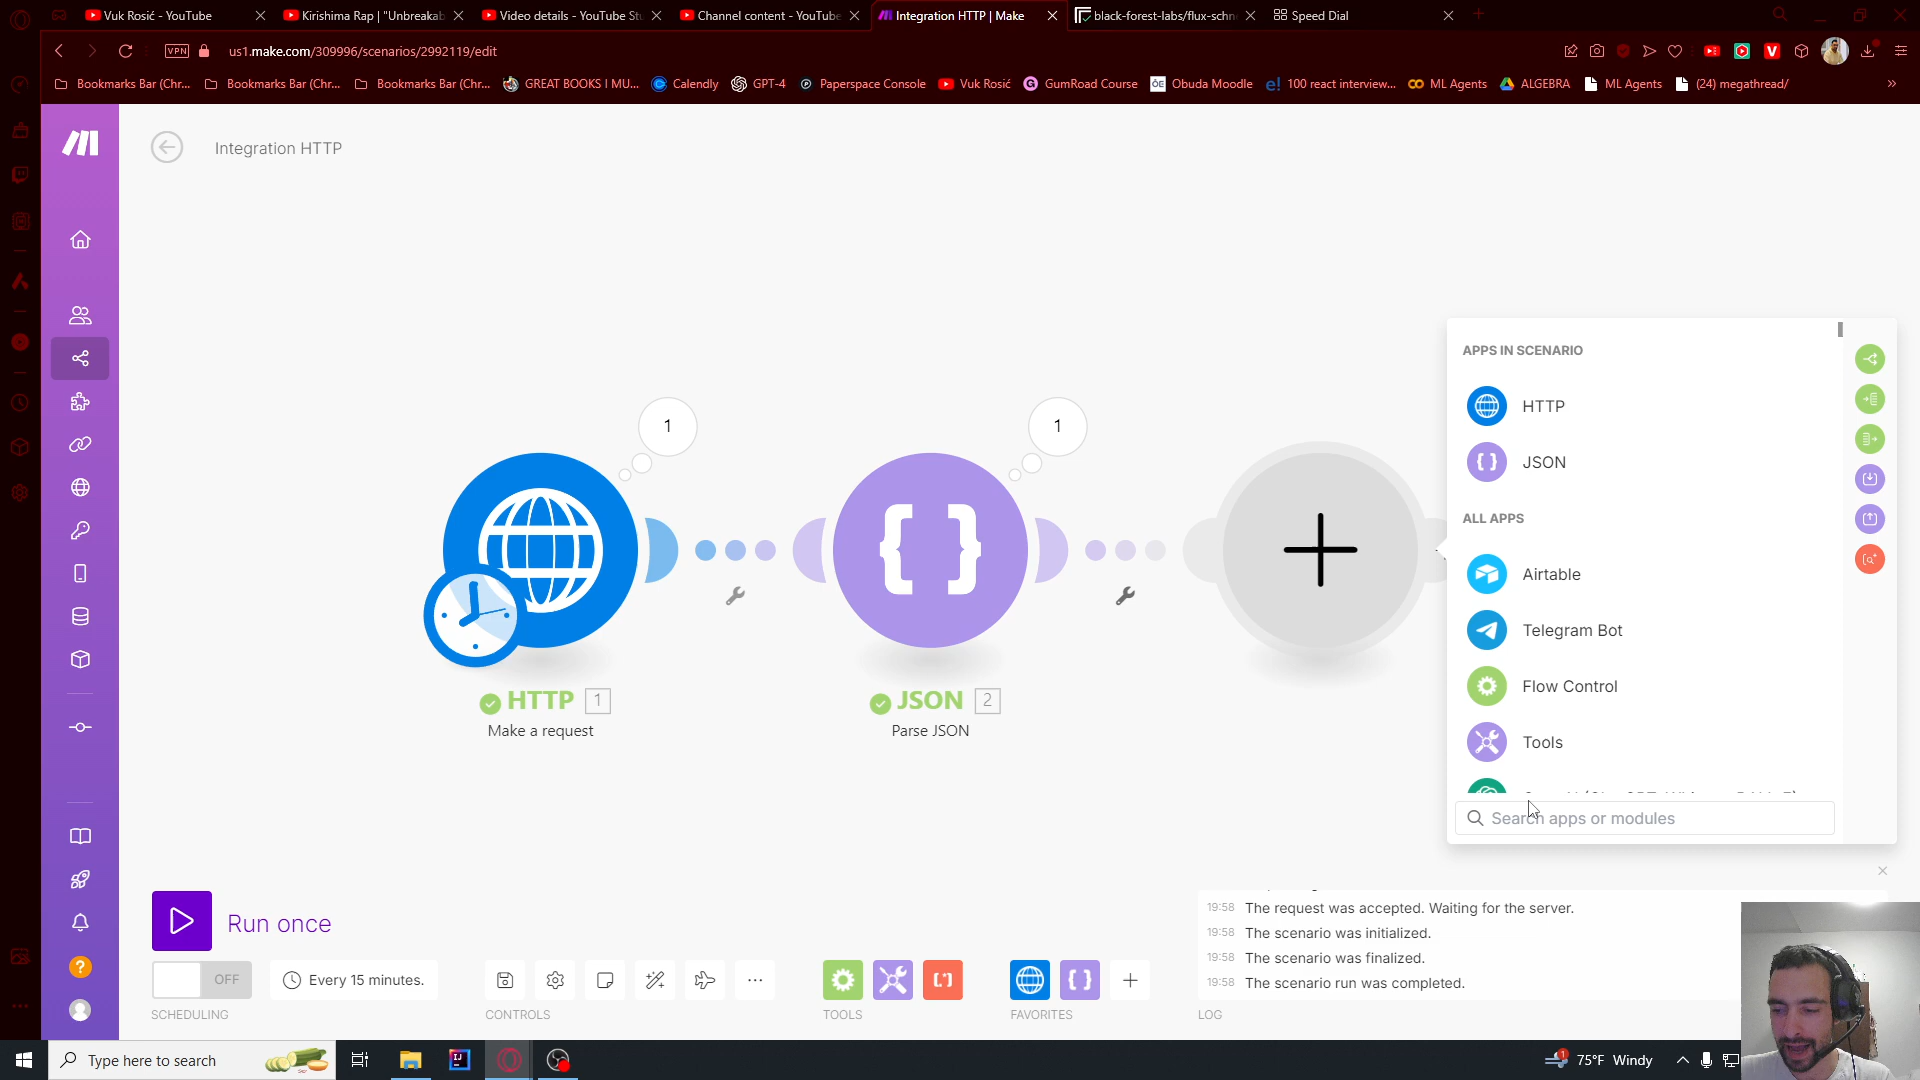 Vuk Rosić - YouTube
Kirishima Rap | "Unbreakab
Video details - YouTube Stu
Channel content - YouTube
Integration HTTP | Make
black-forest-labs/flux-schn
Speed Dial
VPN
us1.make.com/309996/scenarios/2992119/edit
Bookmarks Bar (Chr...
Bookmarks Bar (Chr...
Bookmarks Bar (Chr...
GREAT BOOKS I MU...
Calendly
GPT-4
Paperspace Console
Vuk Rosić
GumRoad Course
Obuda Moodle
100 react interview...
ML Agents
ALGEBRA
ML Agents
(24) megathread/
Integration HTTP
APPS IN SCENARIO
HTTP
JSON
ALL APPS
Airtable
Telegram Bot
Flow Control
Tools
Search apps or modules
1
1
HTTP 1
Make a request
JSON 2
Parse JSON
Run once
OFF
Every 15 minutes.
SCHEDULING
CONTROLS
TOOLS
FAVORITES
LOG
19:58 The request was accepted. Waiting for the server.
19:58 The scenario was initialized.
19:58 The scenario was finalized.
19:58 The scenario run was completed.
Type here to search
75°F Windy